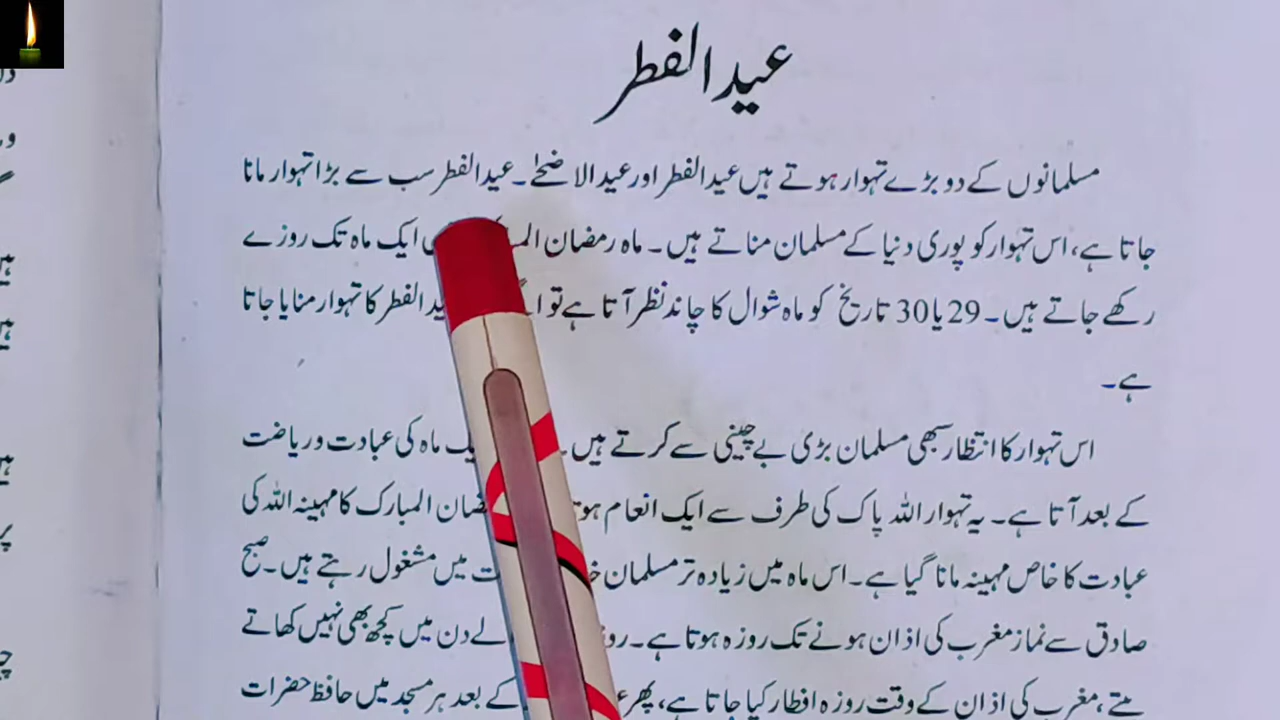 عیدالفطر
مسلمانوں کے دو بڑے تہوار ہوتے ہیں عیدالفطر اور عید الاضحیٰ۔ عیدالفطر سب سے بڑا تہوار مانا
جاتا ہے، اس تہوار کو پوری دنیا کے مسلمان مناتے ہیں۔ ماہ رمضان ایک ماہ تک روزے
رکھے جاتے ہیں۔ 29 یا 30 تاریخ کو ماہ شوال کا چاند نظر آتا ہے تو الفطر کا تہوار منایا جاتا
ہے۔
اس تہوار کا انتظار سبھی مسلمان بڑی بے چینی سے کرتے ہیں۔ ماہ کی عبادت و ریاضت
کے بعد آتا ہے۔ یہ تہوار اللہ پاک کی طرف سے ایک انعام المبارک کا مہینہ اللہ کی
عبادت کا خاص مہینہ مانا گیا ہے۔ اس ماہ میں زیادہ تر مسلمان میں مشغول رہتے ہیں۔ صبح
صادق سے نماز مغرب کی اذان ہونے تک روزہ ہوتا ہے۔ دن میں کچھ بھی نہیں کھاتے
پیتے، مغرب کی اذان کے وقت روزہ افطار کیا جاتا ہے، پھر کے بعد ہر مسجد میں حافظ حضرات